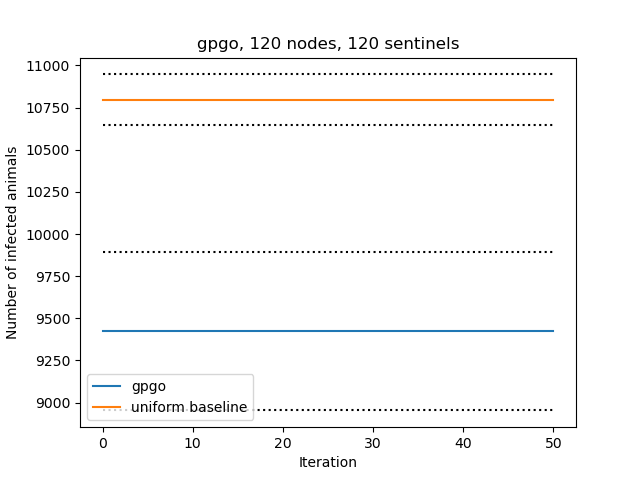 gpgo, 120 nodes, 120 sentinels
11000
10750
10500
10250
10000
9750
9500
9250
9000
Number of infected animals
gpgo
uniform baseline
0 10 20 30 40 50
Iteration